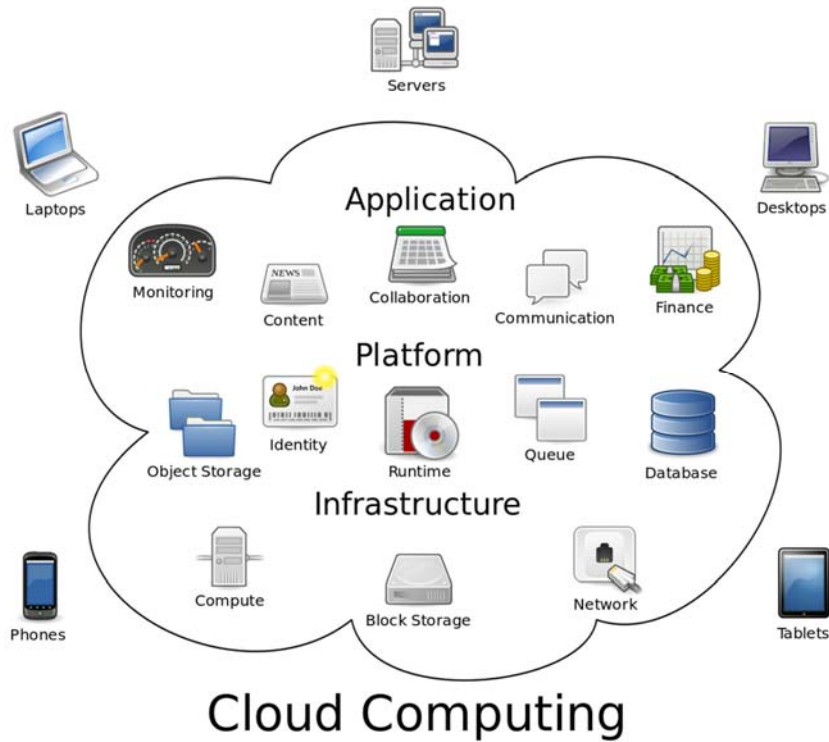 Servers
Laptops
Desktops
Application
Monitoring
Content
Collaboration
Communication
Finance
NEWS
Platform
Object Storage
Identity
John Doe
Runtime
Queue
Database
Infrastructure
Compute
Block Storage
Network
Phones
Tablets
Cloud Computing